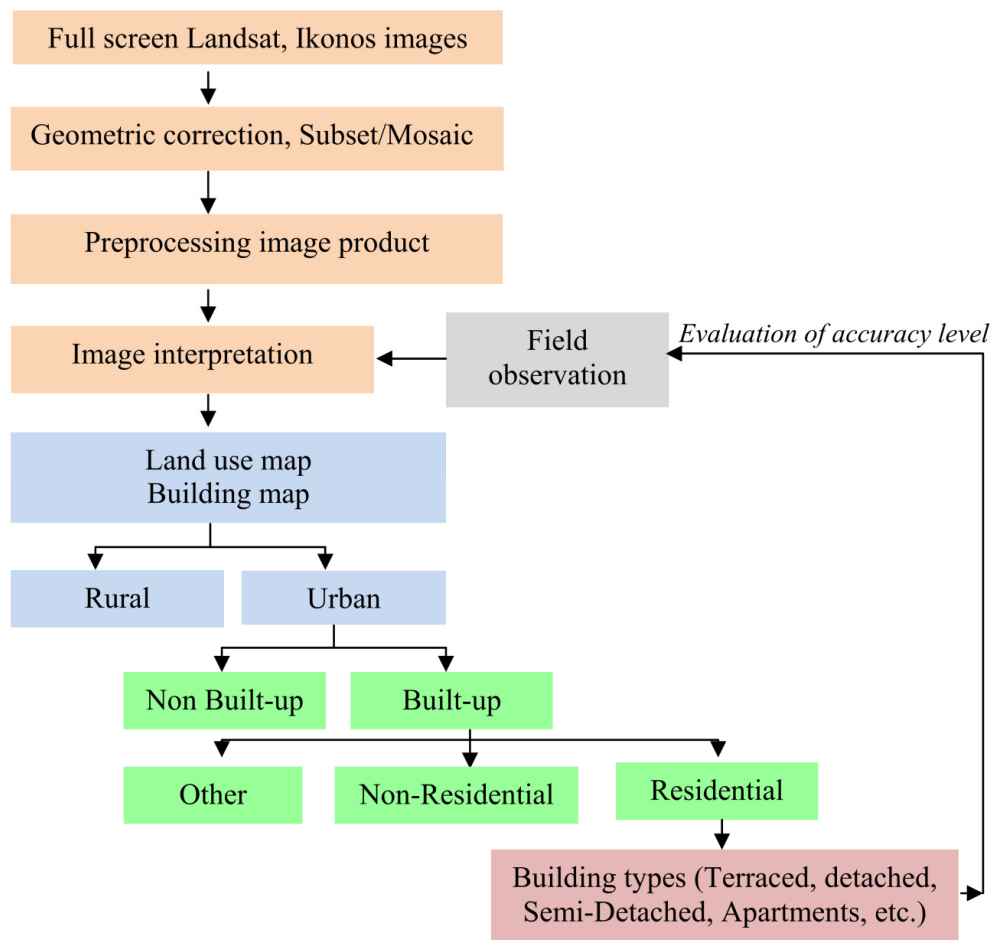 Full screen Landsat, Ikonos images
Geometric correction, Subset/Mosaic
Preprocessing image product
Image interpretation
Field
observation
Evaluation of accuracy level
Land use map
Building map
Rural
Urban
Non Built-up
Built-up
Other
Non-Residential
Residential
Building types (Terraced, detached,
Semi-Detached, Apartments, etc.)